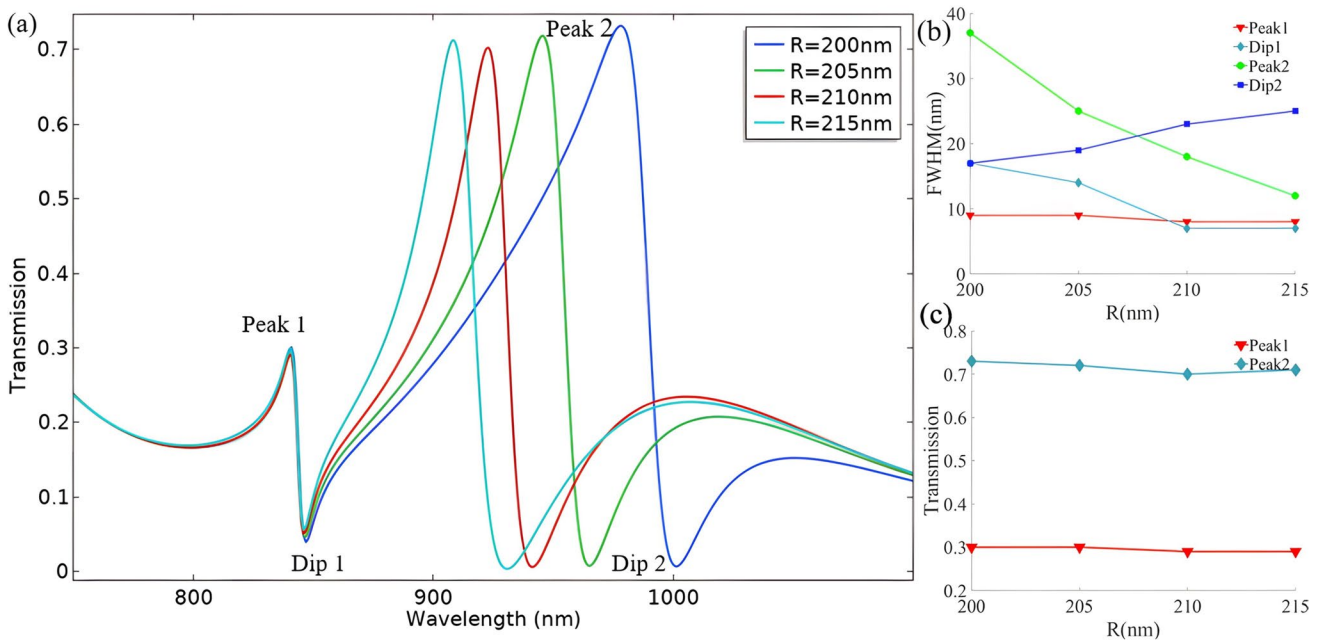 (a)
Transmission
0.7
0.6
0.5
0.4
0.3
0.2
0.1
0
800
900
1000
Wavelength (nm)
Peak 1
Dip 1
Peak 2
Dip 2
R=200nm
R=205nm
R=210nm
R=215nm
(b)
FWHM(nm)
40
30
20
10
0
200
205
210
215
R(nm)
Peak1
Dip1
Peak2
Dip2
(c)
Transmission
0.8
0.7
0.6
0.5
0.4
0.3
0.2
200
205
210
215
R(nm)
Peak1
Peak2